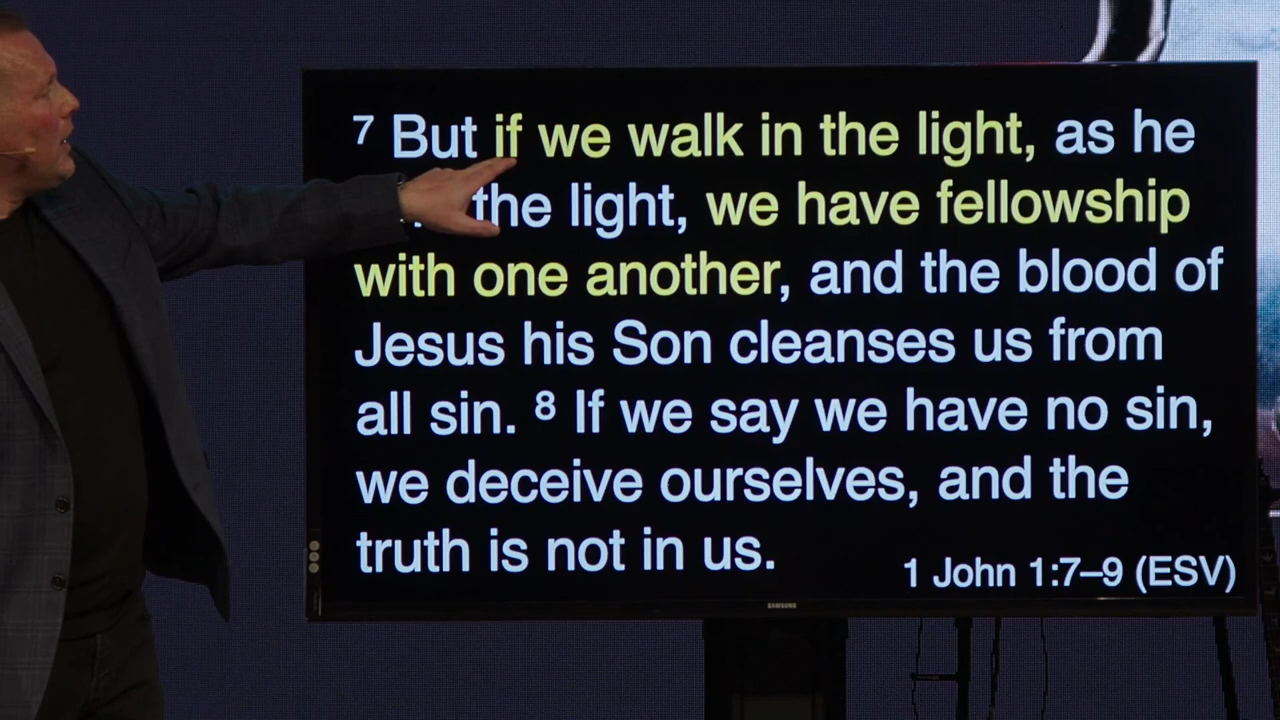 7 But if we walk in the light, as he
the light, we have fellowship
with one another, and the blood of
Jesus his Son cleanses us from
all sin. 8 If we say we have no sin,
we deceive ourselves, and the
truth is not in us.
1 John 1:7–9 (ESV)
SAMSUNG